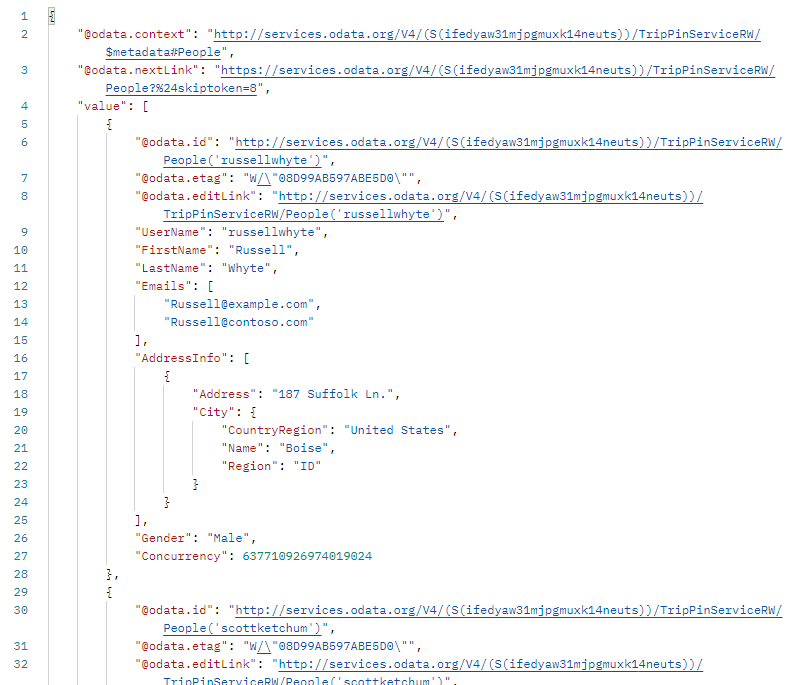 1 {
2 "@odata.context": "http://services.odata.org/V4/(S(ifedyaw31mjpgmuxk14neuts))/TripPinServiceRW/
$metadata#People",
3 "@odata.nextLink": "https://services.odata.org/V4/(S(ifedyaw31mjpgmuxk14neuts))/TripPinServiceRW/
People?%24skiptoken=8",
4 "value": [
5 {
6 "@odata.id": "http://services.odata.org/V4/(S(ifedyaw31mjpgmuxk14neuts))/TripPinServiceRW/
People('russellwhyte')",
7 "@odata.etag": "W/\"08D99AB597ABE5D0\"",
8 "@odata.editLink": "http://services.odata.org/V4/(S(ifedyaw31mjpgmuxk14neuts))/
TripPinServiceRW/People('russellwhyte')",
9 "UserName": "russellwhyte",
10 "FirstName": "Russell",
11 "LastName": "Whyte",
12 "Emails": [
13 "Russell@example.com",
14 "Russell@contoso.com"
15 ],
16 "AddressInfo": [
17 {
18 "Address": "187 Suffolk Ln.",
19 "City": {
20 "CountryRegion": "United States",
21 "Name": "Boise",
22 "Region": "ID"
23 }
24 }
25 ],
26 "Gender": "Male",
27 "Concurrency": 637710926974019024
28 },
29 {
30 "@odata.id": "http://services.odata.org/V4/(S(ifedyaw31mjpgmuxk14neuts))/TripPinServiceRW/
People('scottketchum')",
31 "@odata.etag": "W/\"08D99AB597ABE5D0\"",
32 "@odata.editLink": "http://services.odata.org/V4/(S(ifedyaw31mjpgmuxk14neuts))/
TripPinServiceRW/People('scottketchum')",